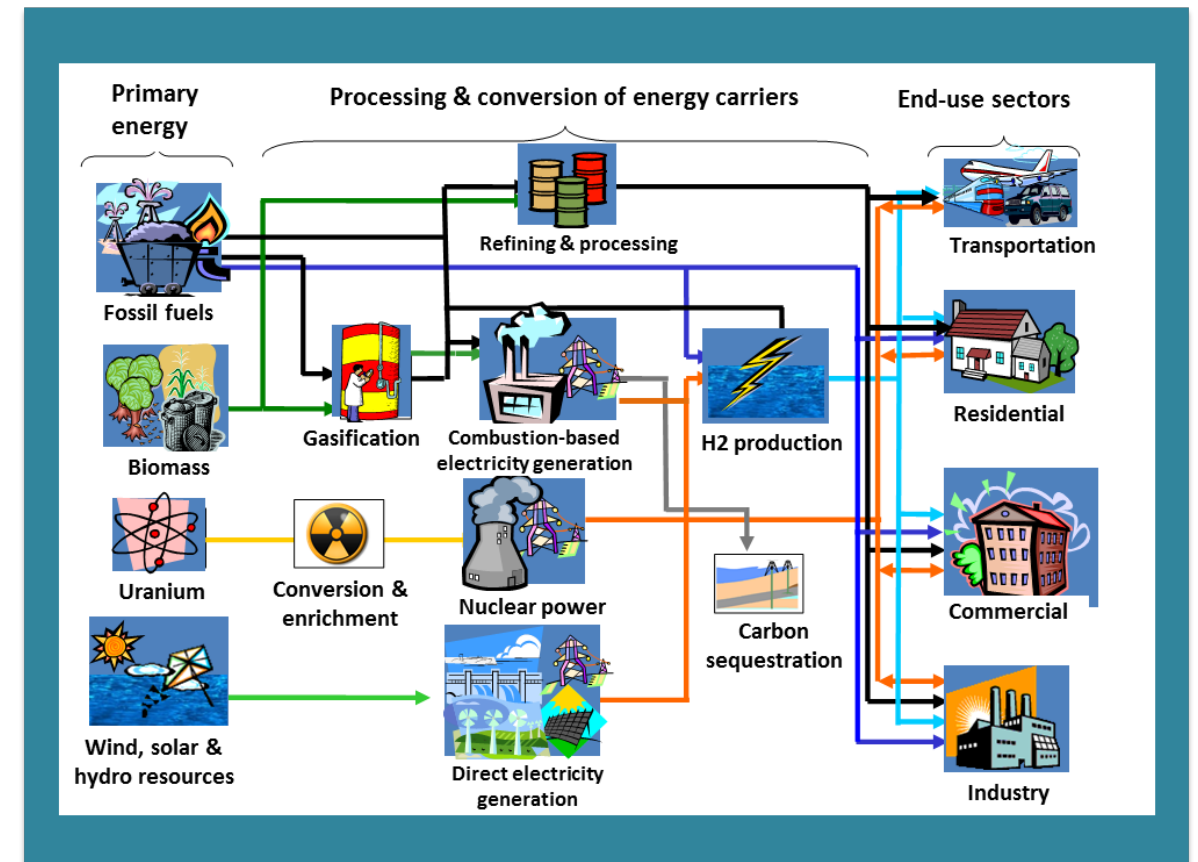 Primary
energy
Processing & conversion of energy carriers
End-use sectors
Refining & processing
Transportation
Fossil fuels
Gasification
Combustion-based
electricity generation
H2 production
Residential
Biomass
Uranium
Conversion &
enrichment
Nuclear power
Carbon
sequestration
Commercial
Wind, solar &
hydro resources
Direct electricity
generation
Industry